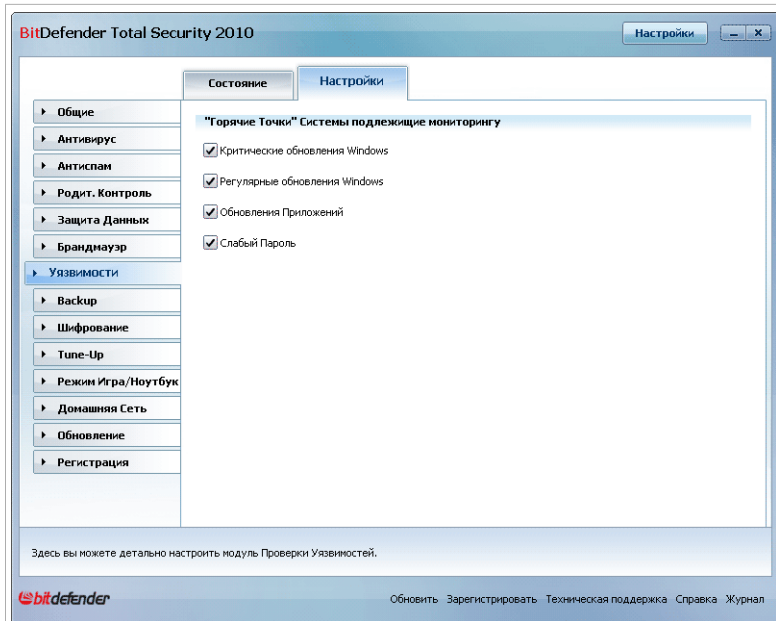 BitDefender Total Security 2010
Настройки
Состояние
Настройки
Общие
Антивирус
Антиспам
Родит. Контроль
Защита Данных
Брандмауэр
Уязвимости
Backup
Шифрование
Tune-Up
Режим Игра/Ноутбук
Домашняя Сеть
Обновление
Регистрация
"Горячие Точки" Системы подлежищие мониторингу
Критические обновления Windows
Регулярные обновления Windows
Обновления Приложений
Слабый Пароль
Здесь вы можете детально настроить модуль Проверки Уязвимостей.
bitdefender
Обновить Зарегистрировать Техническая поддержка Справка Журнал